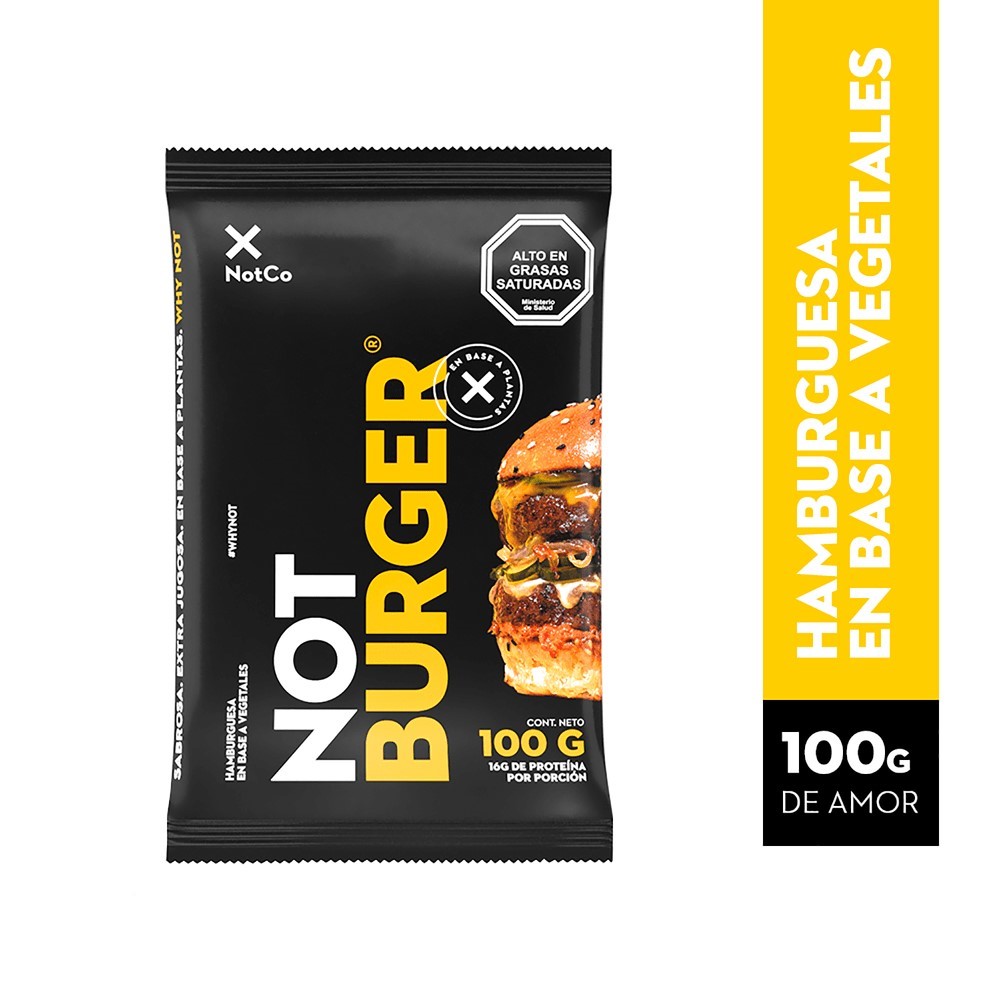 NotCo
ALTO EN
GRASAS
SATURADAS
Ministerio
de Salud
SABROSA. EXTRA JUGOSA. EN BASE A PLANTAS. WHY NOT
#WHYNOT
HAMBURGUESA
EN BASE A VEGETALES
NOT
BURGER®
EN BASE A PLANTAS
CONT. NETO
100 G
16G DE PROTEÍNA
POR PORCIÓN
HAMBURGUESA
EN BASE A VEGETALES
100G
DE AMOR